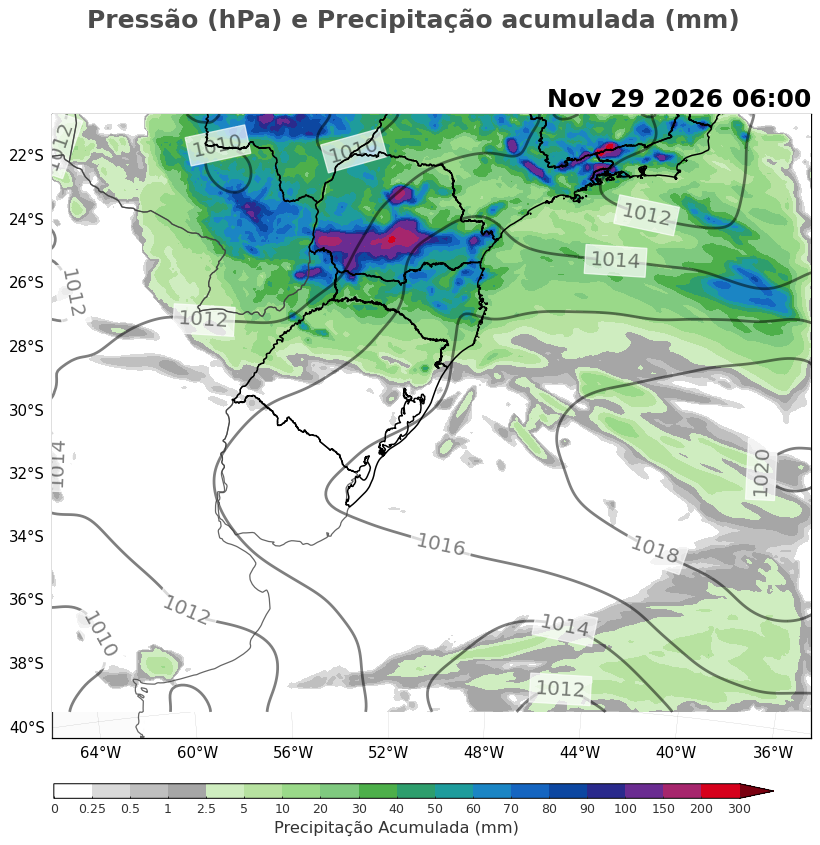 Pressão (hPa) e Precipitação acumulada (mm)
Nov 29 2026 06:00
1012
1010
1010
22°S
1012
24°S
1014
26°S
1012
1012
28°S
30°S
1014
1020
32°S
34°S
1016
1018
36°S
1012
1010
1014
38°S
1012
40°S
64°W 60°W 56°W 52°W 48°W 44°W 40°W 36°W
0 0.25 0.5 1 2.5 5 10 20 30 40 50 60 70 80 90 100 150 200 300
Precipitação Acumulada (mm)